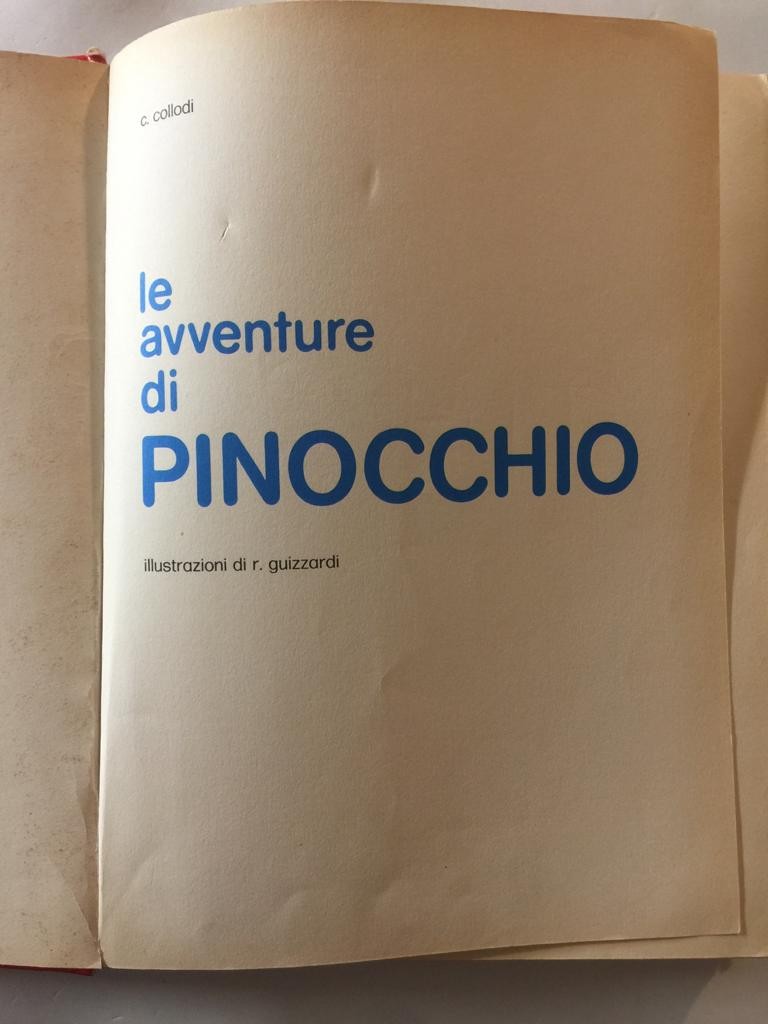 c. collodi
le
avventure
di
PINOCCHIO
illustrazioni di r. guizzardi